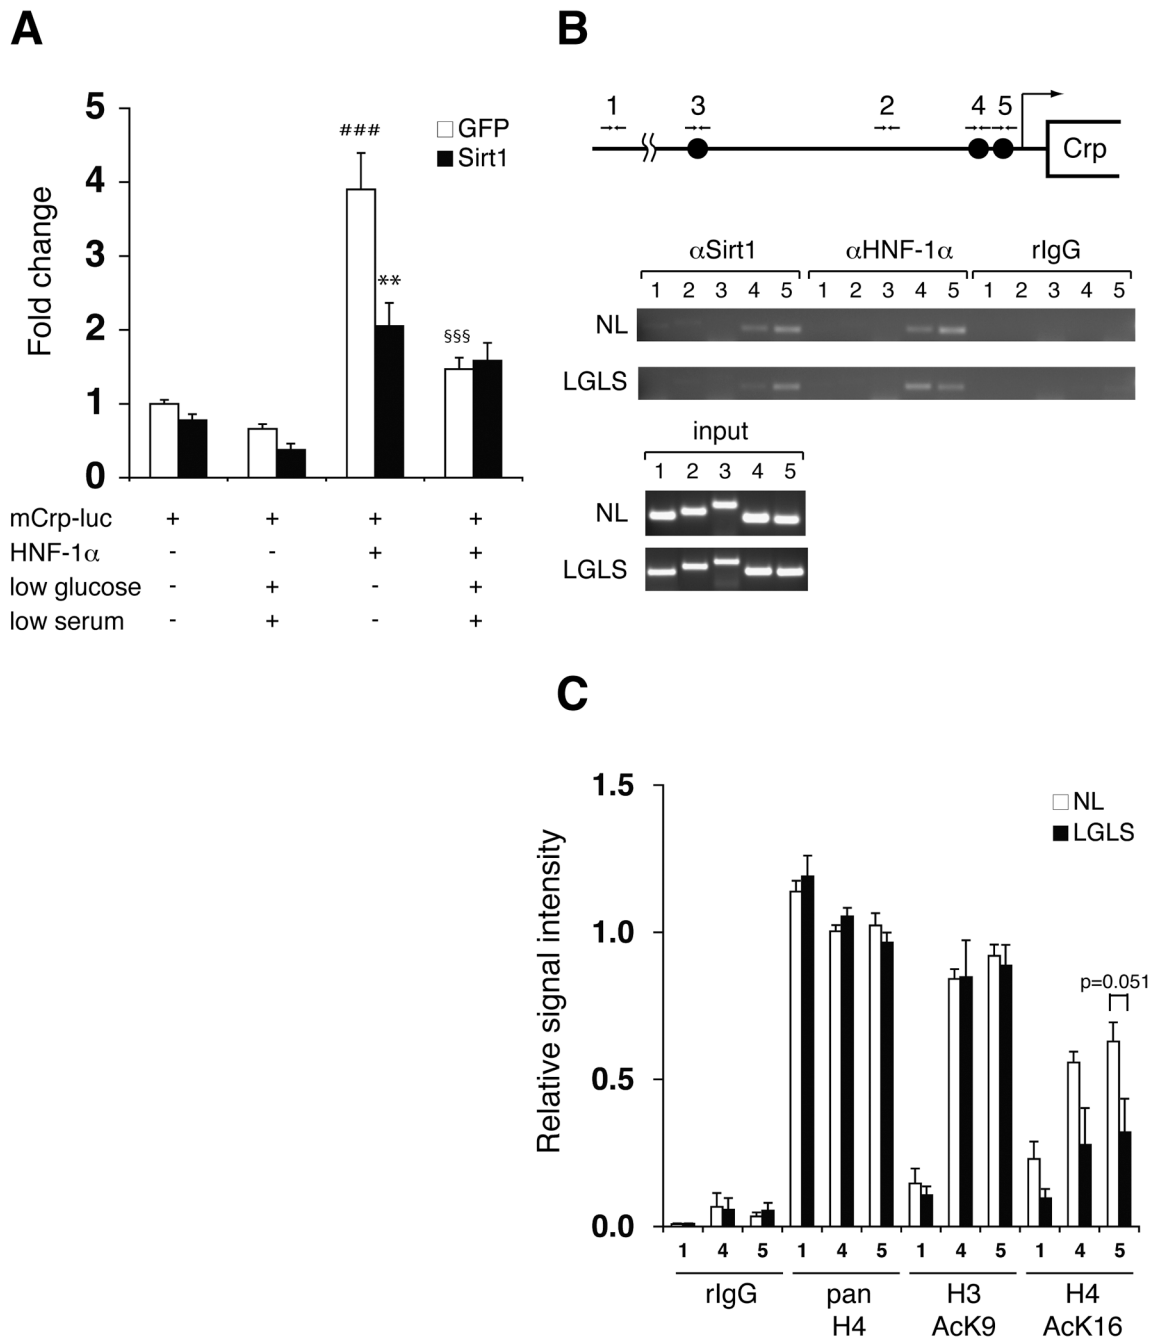 A
5
4
3
2
1
0
Fold change
GFP
Sirt1
###
**
§§§
mCrp-luc + + + +
HNF-1α - - + +
low glucose - + - +
low serum - + - +
B
1 3 2 4 5
Crp
αSirt1 αHNF-1α rIgG
1 2 3 4 5 1 2 3 4 5 1 2 3 4 5
NL
LGLS
input
1 2 3 4 5
NL
LGLS
C
1.5
1.0
0.5
0.0
Relative signal intensity
NL
LGLS
p=0.051
1 4 5 1 4 5 1 4 5 1 4 5
rIgG pan H3 H4
H4 AcK9 AcK16